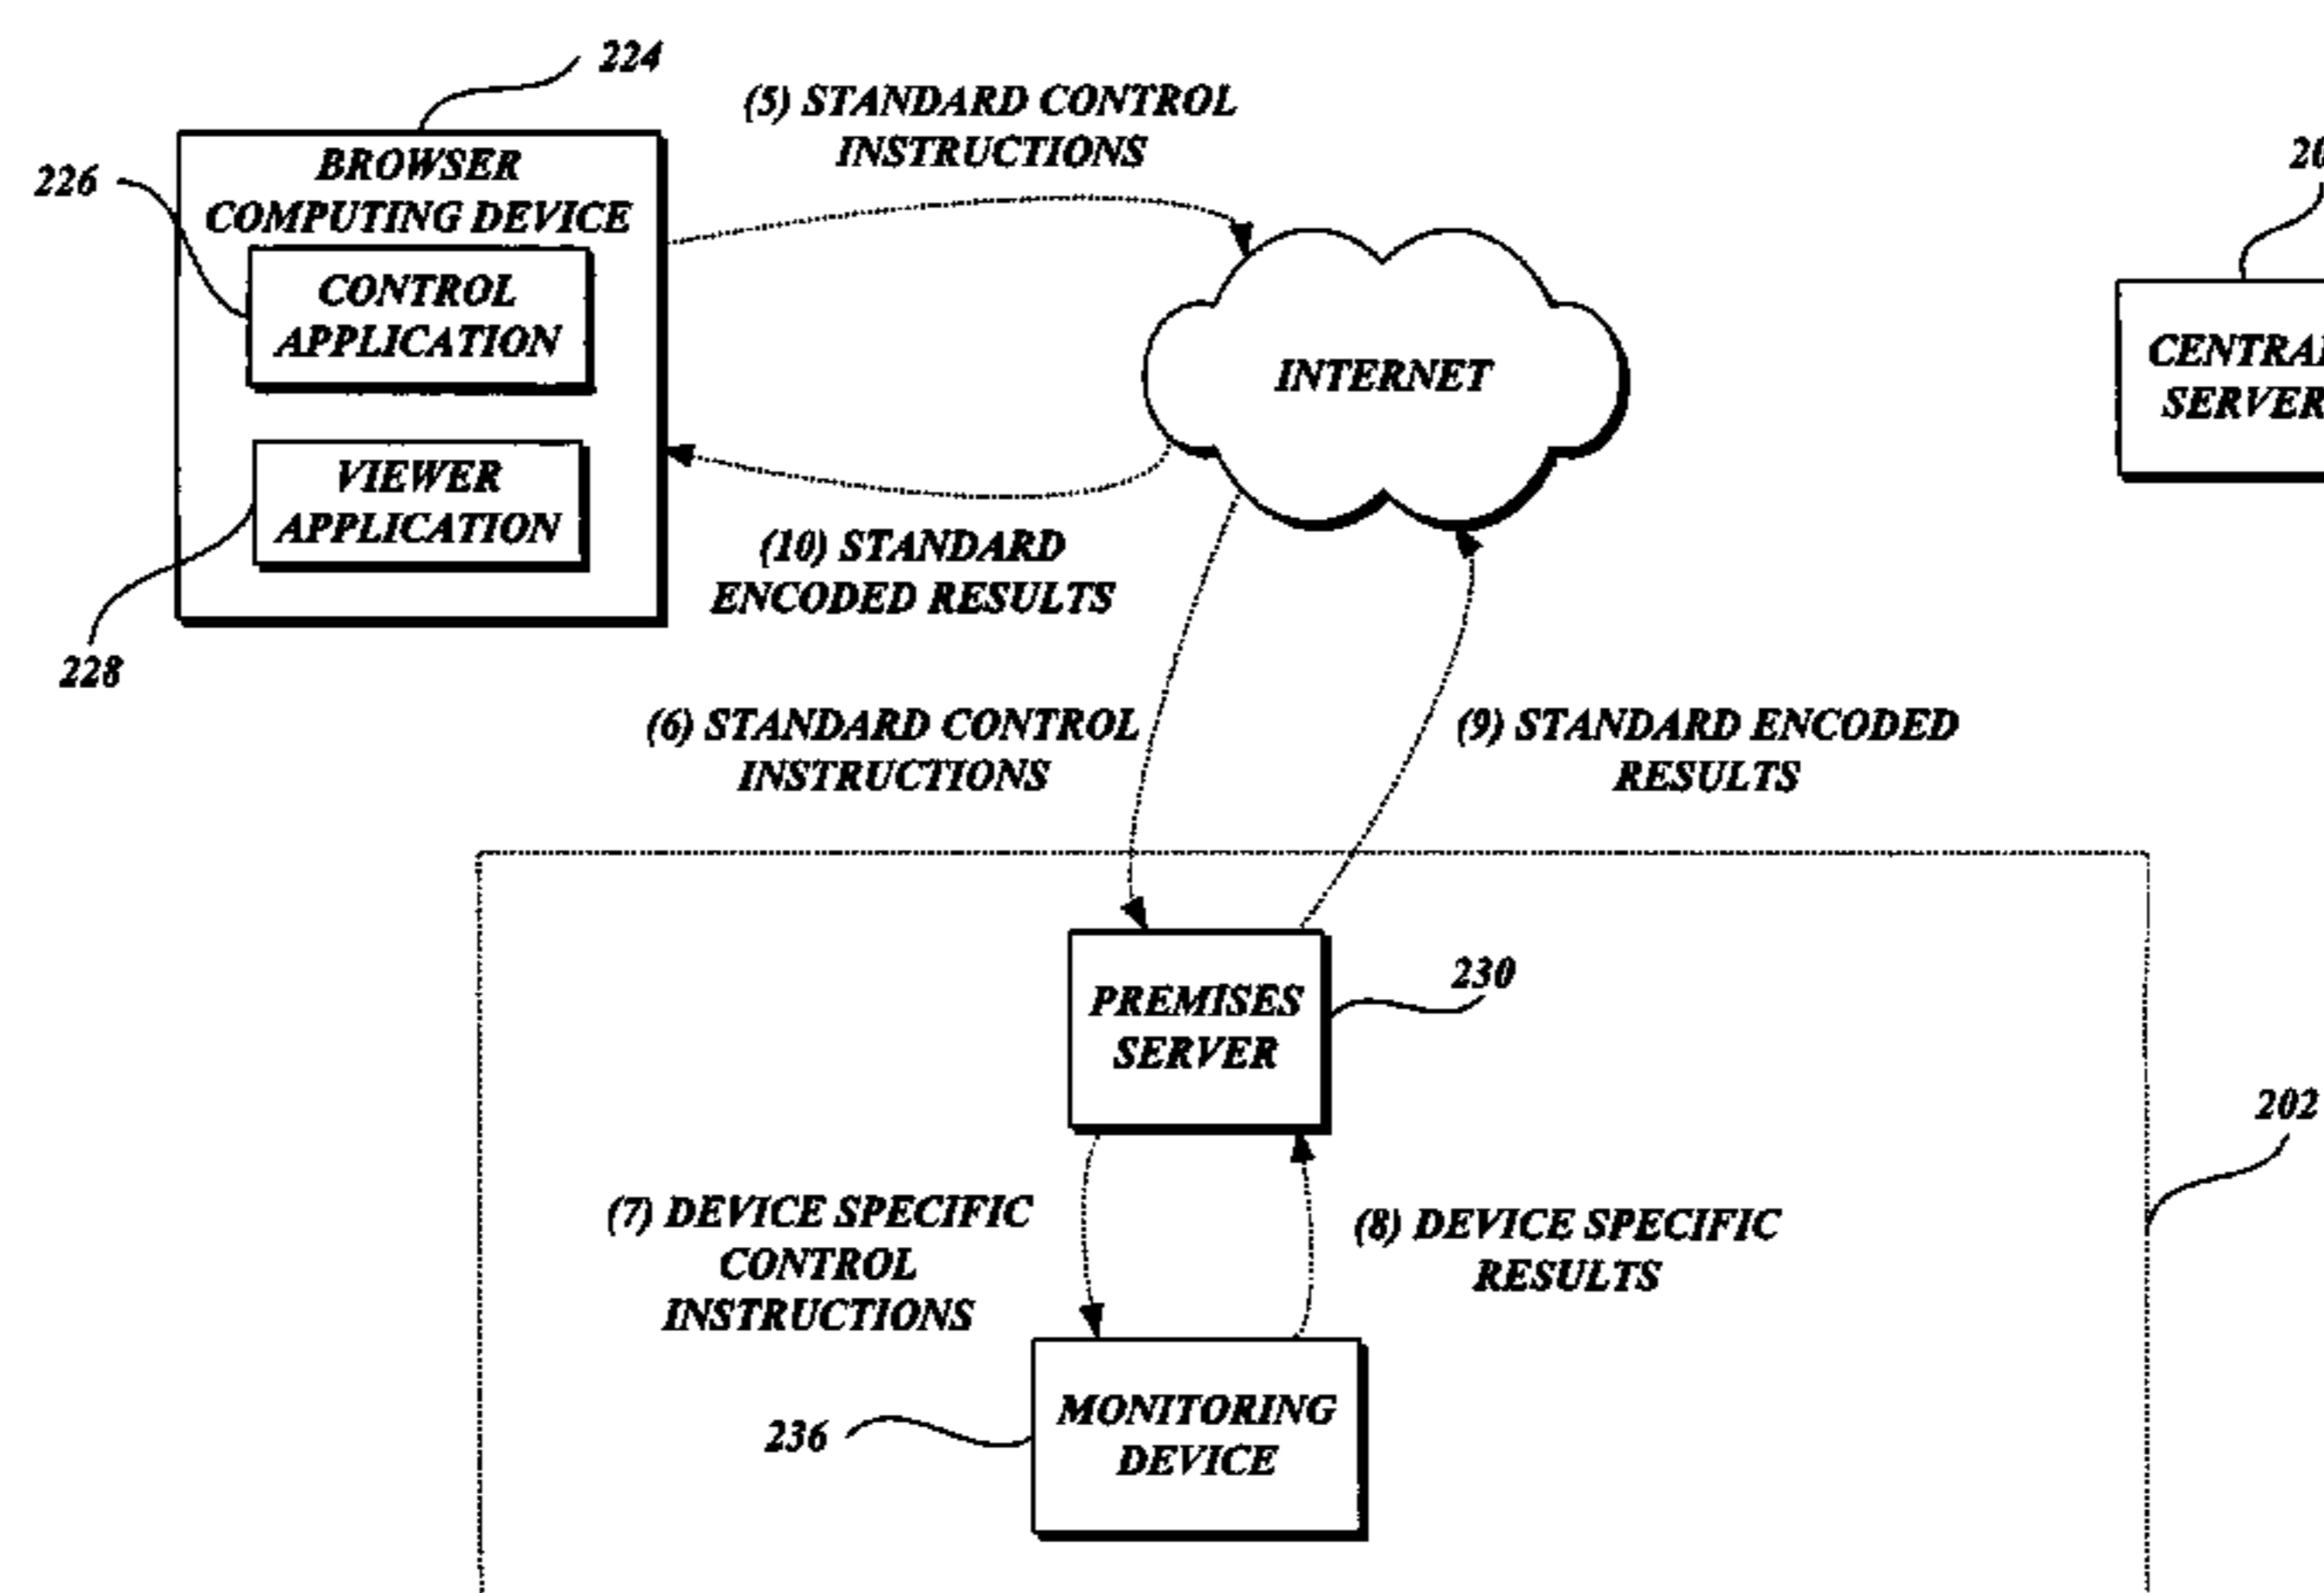 224
(5) STANDARD CONTROL
INSTRUCTIONS
BROWSER
COMPUTING DEVICE
226
CONTROL
APPLICATION
VIEWER
APPLICATION
228
INTERNET
SERVER
(10) STANDARD
ENCODED RESULTS
(6) STANDARD CONTROL
INSTRUCTIONS
(9) STANDARD ENCODED
RESULTS
PREMISES
SERVER
230
202
(7) DEVICE SPECIFIC
CONTROL
INSTRUCTIONS
(8) DEVICE SPECIFIC
RESULTS
MONITORING
DEVICE
236